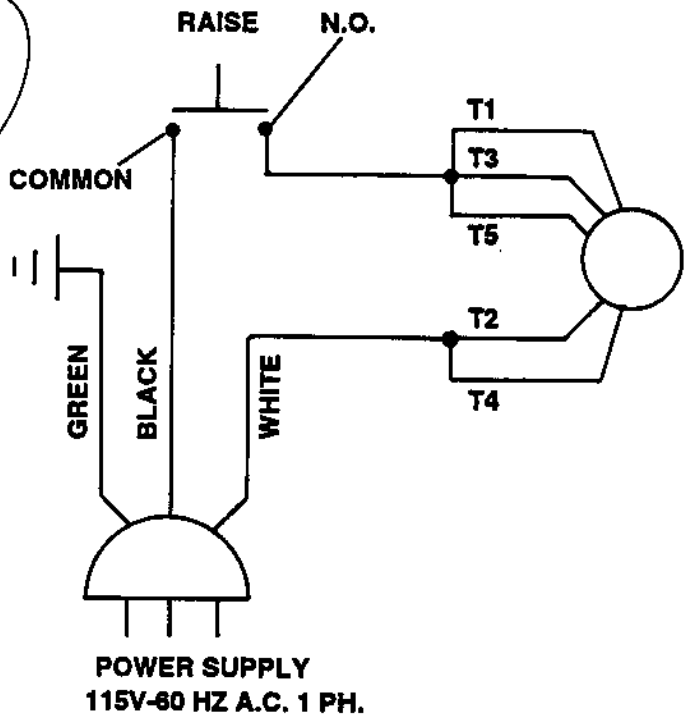 RAISE
N.O.
T1
T3
COMMON
T5
T2
GREEN
BLACK
WHITE
T4
POWER SUPPLY
115V-60 HZ A.C. 1 PH.